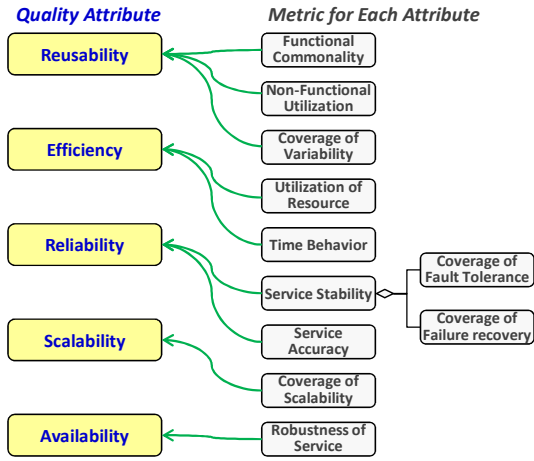 Quality Attribute
Metric for Each Attribute
Reusability
Functional
Commonality
Non-Functional
Utilization
Coverage of
Variability
Efficiency
Utilization of
Resource
Time Behavior
Reliability
Service Stability
Coverage of
Fault Tolerance
Coverage of
Failure recovery
Service
Accuracy
Scalability
Coverage of
Scalability
Availability
Robustness of
Service